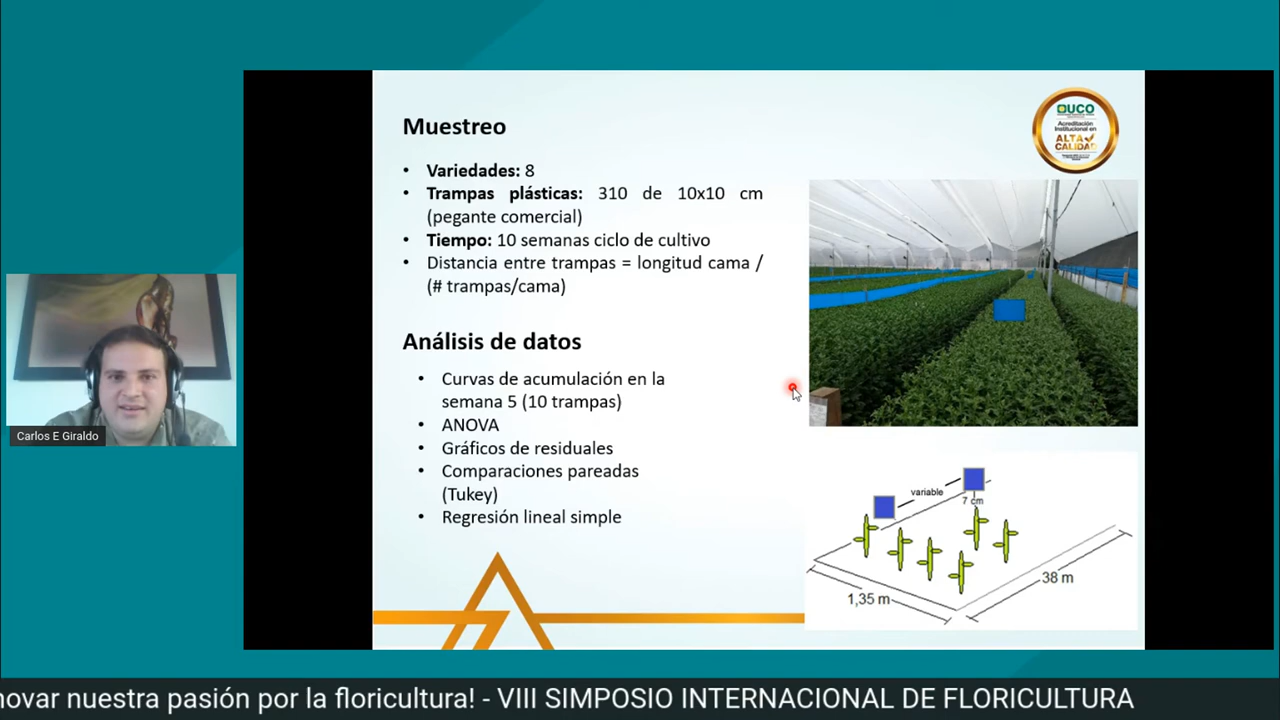 Muestreo
• Variedades: 8
• Trampas plásticas: 310 de 10x10 cm
(pegante comercial)
• Tiempo: 10 semanas ciclo de cultivo
• Distancia entre trampas = longitud cama /
(# trampas/cama)
Análisis de datos
• Curvas de acumulación en la
semana 5 (10 trampas)
• ANOVA
• Gráficos de residuales
• Comparaciones pareadas
(Tukey)
• Regresión lineal simple
UCO
Acreditación
Institucional en
ALTA
CALIDAD
variable
7 cm
1,35 m
38 m
Carlos E Giraldo
novar nuestra pasión por la floricultura! - VIII SIMPOSIO INTERNACIONAL DE FLORICULTURA